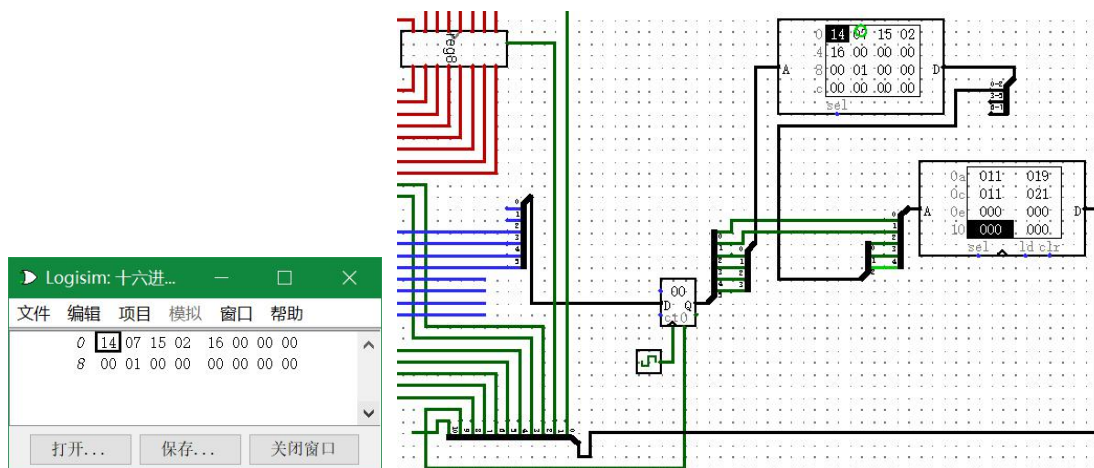 Logisim: 十六进...
文件 编辑 项目 模拟 窗口 帮助
0 14 07 15 02 16 00 00 00
8 00 01 00 00 00 00 00 00
打开... 保存... 关闭窗口
reg8
0 14 07 15 02
4 16 00 00 00
A 8 00 01 00 00 D
c 00 00 00 00
sel
0a 011 019
0c 011 021
A 0e 000 000 D
10 000 000
sel ld clr
00
D Q
ct0